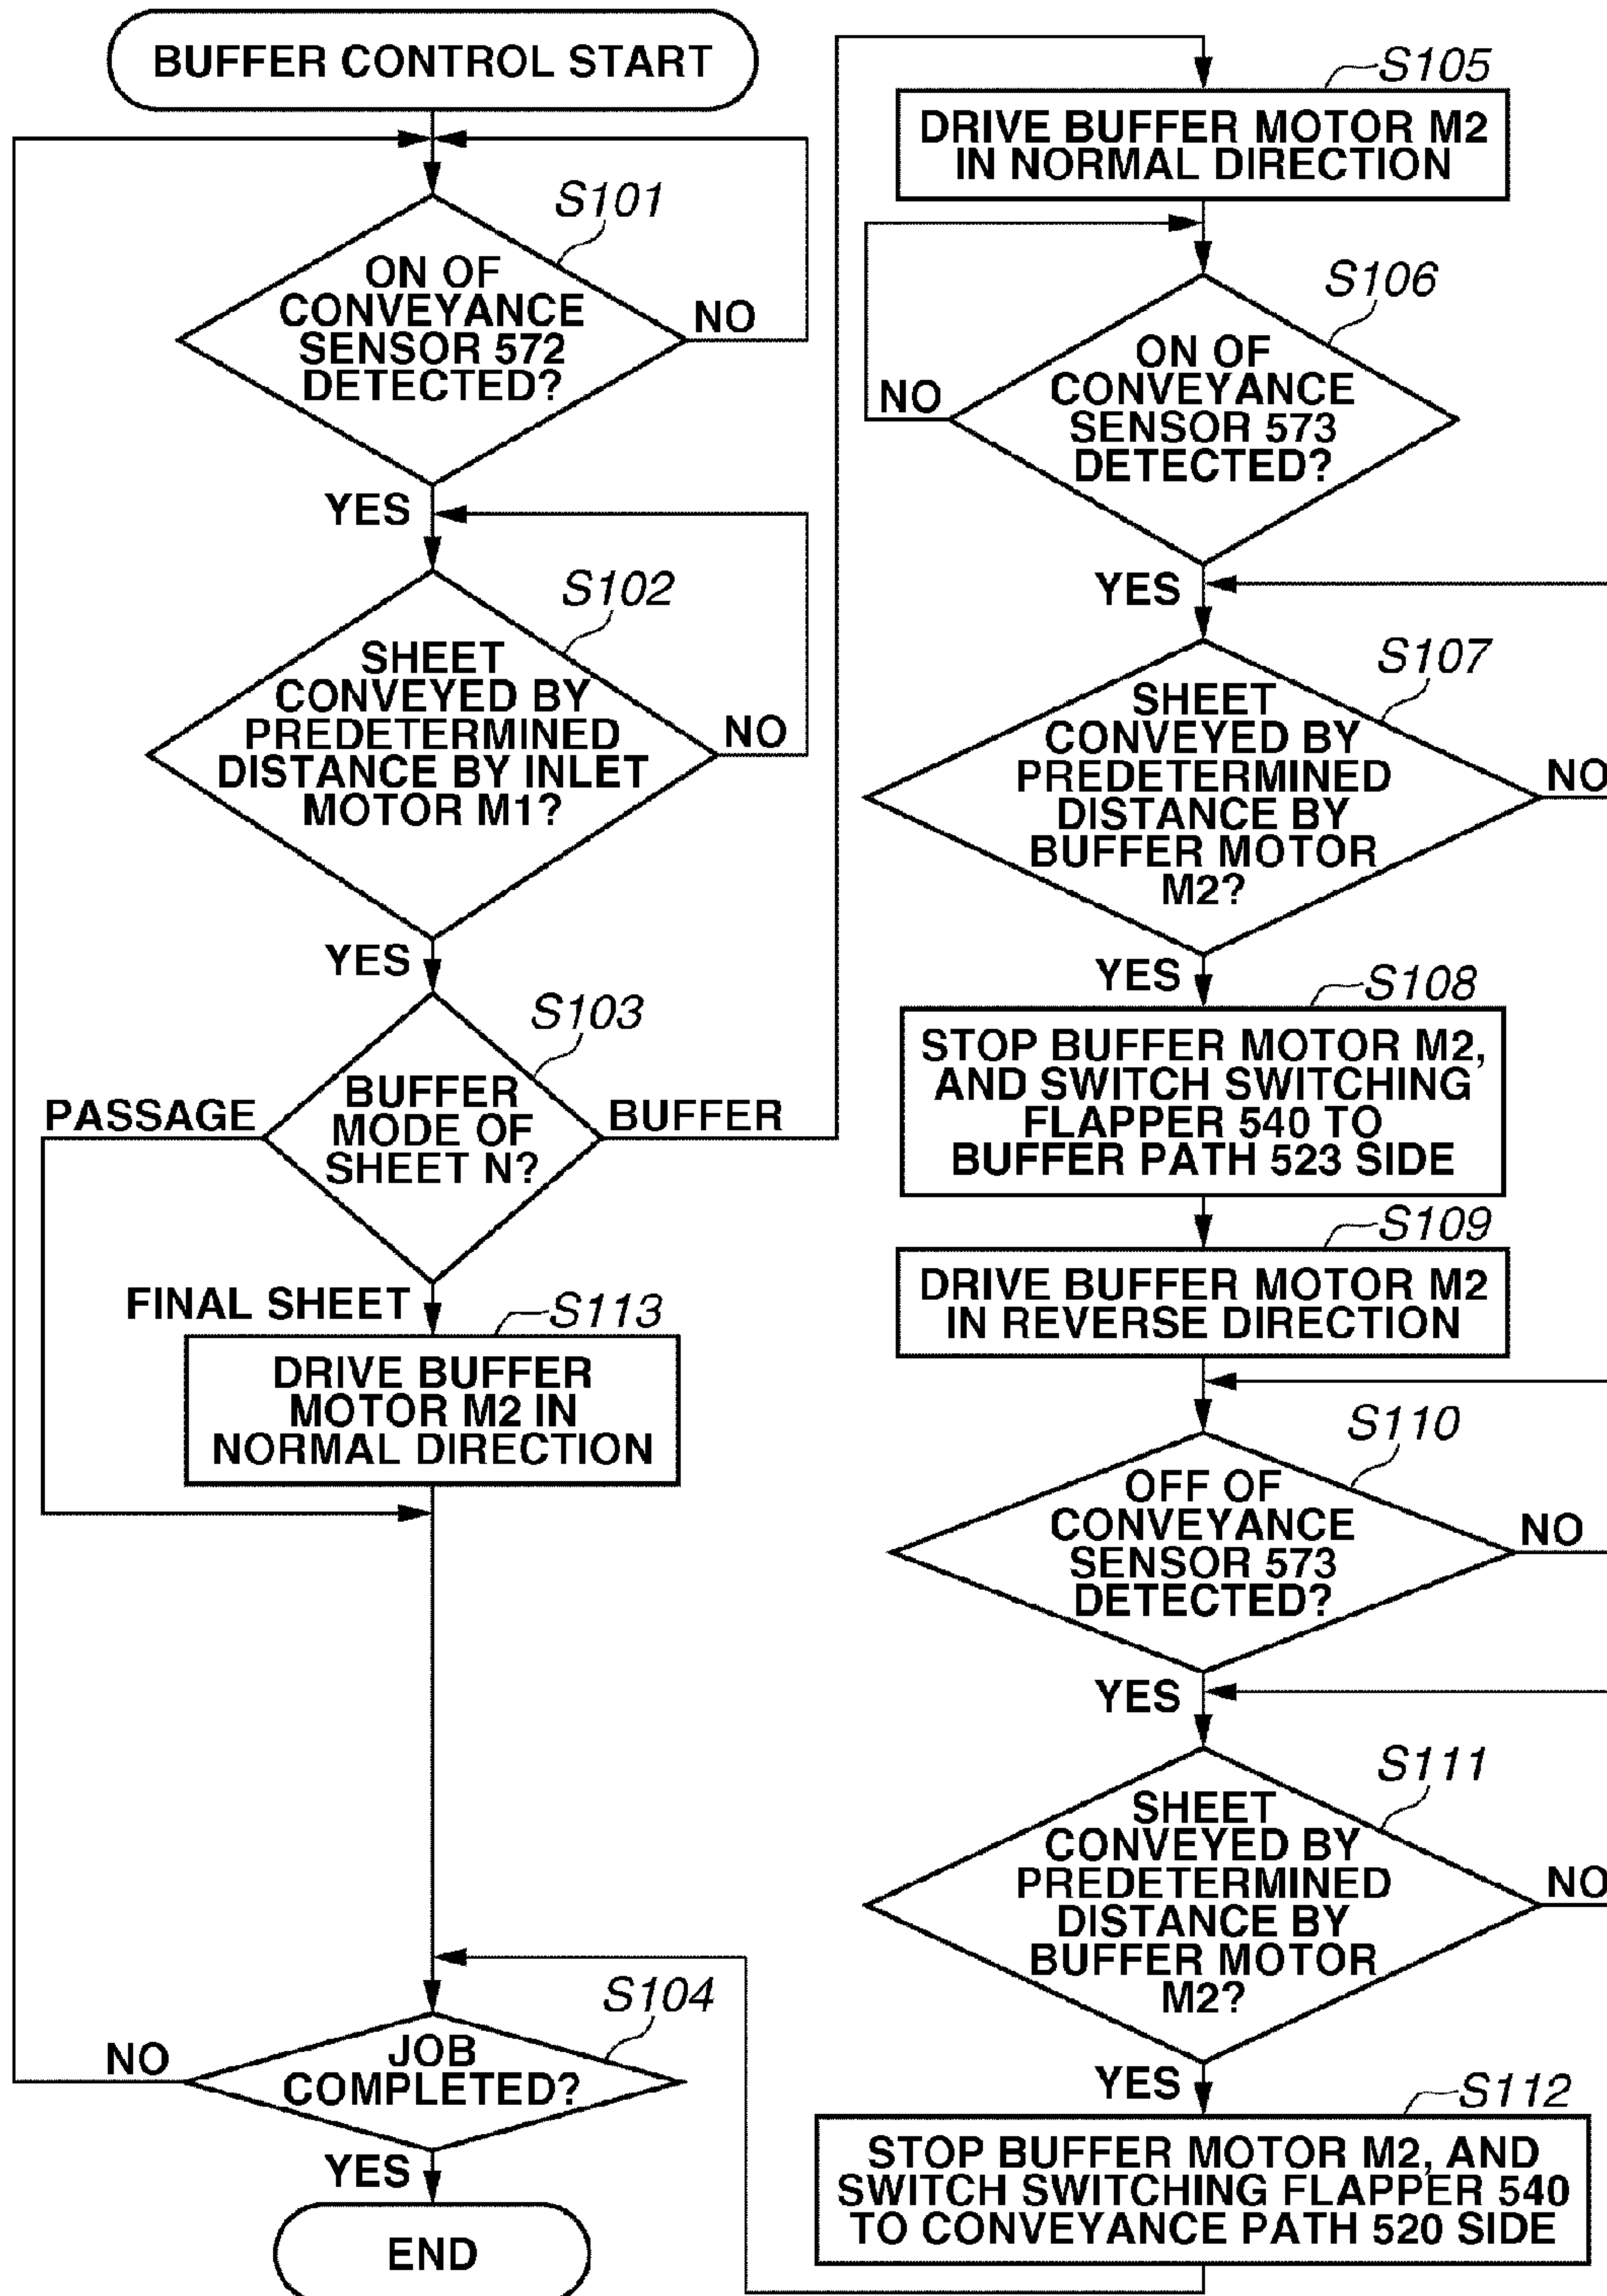 BUFFER CONTROL START
S101
ON OF
CONVEYANCE
SENSOR 572
DETECTED?
NO
YES
S102
SHEET
CONVEYED BY
PREDETERMINED
DISTANCE BY INLET
MOTOR M1?
NO
YES
S103
BUFFER
MODE OF
SHEET N?
PASSAGE
BUFFER
FINAL SHEET
S113
DRIVE BUFFER
MOTOR M2 IN
NORMAL DIRECTION
S104
JOB
COMPLETED?
NO
YES
END
S105
DRIVE BUFFER MOTOR M2
IN NORMAL DIRECTION
S106
ON OF
CONVEYANCE
SENSOR 573
DETECTED?
NO
YES
S107
SHEET
CONVEYED BY
PREDETERMINED
DISTANCE BY
BUFFER MOTOR
M2?
NO
YES
S108
STOP BUFFER MOTOR M2,
AND SWITCH SWITCHING
FLAPPER 540 TO
BUFFER PATH 523 SIDE
S109
DRIVE BUFFER MOTOR M2
IN REVERSE DIRECTION
S110
OFF OF
CONVEYANCE
SENSOR 573
DETECTED?
NO
YES
S111
SHEET
CONVEYED BY
PREDETERMINED
DISTANCE BY
BUFFER MOTOR
M2?
NO
YES
S112
STOP BUFFER MOTOR M2, AND
SWITCH SWITCHING FLAPPER 540
TO CONVEYANCE PATH 520 SIDE